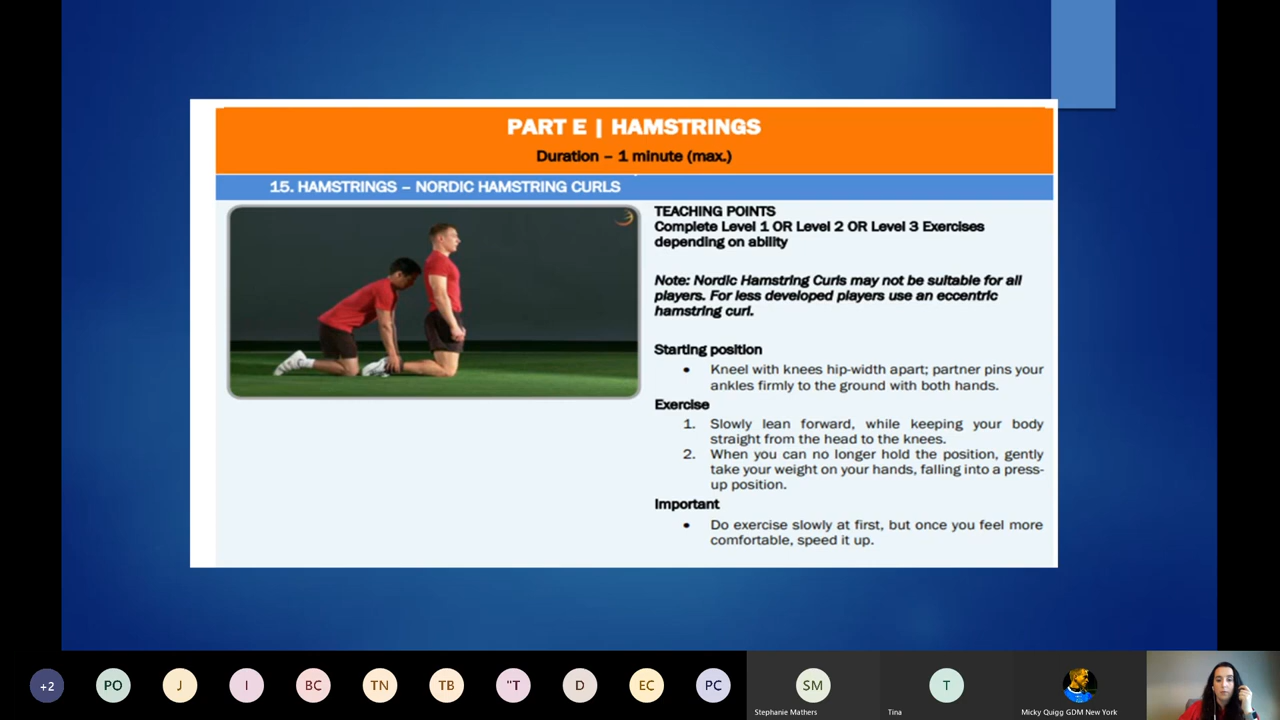 PART E | HAMSTRINGS
Duration – 1 minute (max.)
15. HAMSTRINGS – NORDIC HAMSTRING CURLS
TEACHING POINTS
Complete Level 1 OR Level 2 OR Level 3 Exercises
depending on ability
Note: Nordic Hamstring Curls may not be suitable for all
players. For less developed players use an eccentric
hamstring curl.
Starting position
• Kneel with knees hip-width apart; partner pins your
ankles firmly to the ground with both hands.
Exercise
1. Slowly lean forward, while keeping your body
straight from the head to the knees.
2. When you can no longer hold the position, gently
take your weight on your hands, falling into a press-
up position.
Important
• Do exercise slowly at first, but once you feel more
comfortable, speed it up.
+2 PO J I BC TN TB "T D EC PC SM T
Stephanie Mathers Tina Micky Quigg GDM New York